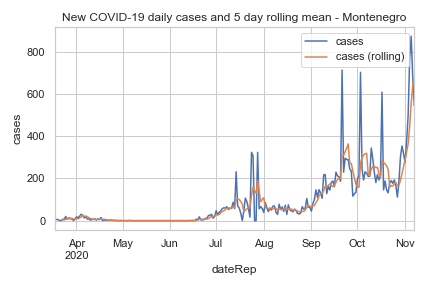 New COVID-19 daily cases and 5 day rolling mean - Montenegro
cases
cases (rolling)
800
600
400
200
0
cases
Apr
2020
May
Jun
Jul
Aug
Sep
Oct
Nov
dateRep